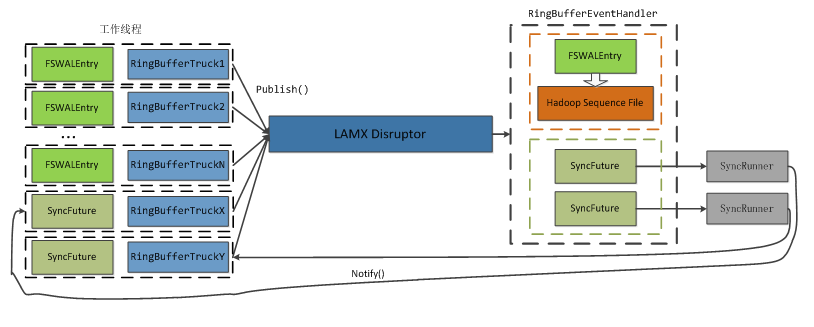 工作线程
RingBufferEventHandler
FSWALEntry
RingBufferTruck1
FSWALEntry
Publish()
FSWALEntry
RingBufferTruck2
Hadoop Sequence File
...
LAMX Disruptor
FSWALEntry
RingBufferTruckN
SyncFuture
SyncRunner
SyncFuture
RingBufferTruckX
SyncFuture
SyncRunner
SyncFuture
RingBufferTruckY
Notify()